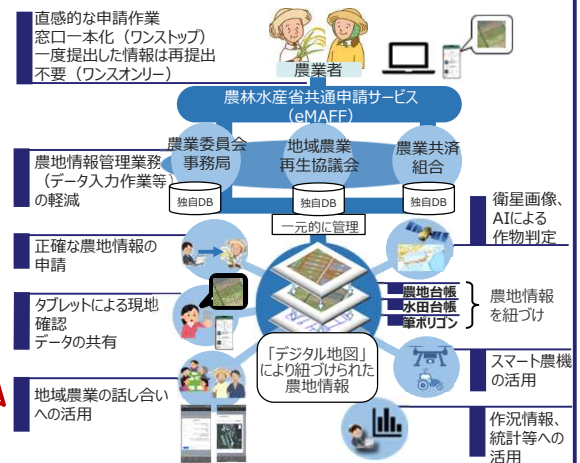 直感的な申請作業
窓口一本化（ワンストップ）
一度提出した情報は再提出
不要（ワンスオンリー）
農業者
農林水産省共通申請サービス
（eMAFF）
農業委員会
事務局
地域農業
再生協議会
農業共済
組合
農地情報管理業務
（データ入力作業等）
の軽減
独自DB
独自DB
独自DB
一元的に管理
衛星画像、
AIによる
作物判定
正確な農地情報の
申請
農地台帳
水田台帳
筆ポリゴン
農地情報
を紐づけ
タブレットによる現地
確認
データの共有
「デジタル地図」
により紐づけられた
農地情報
スマート農機
の活用
地域農業の話し合い
への活用
作況情報、
統計等への
活用